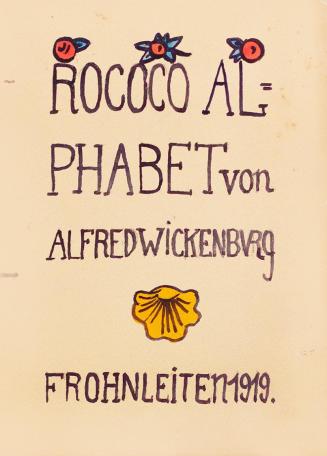 ROCOCO AL=
PHABET von
ALFRED WICKENBURG
FROHNLEITEN 1919.